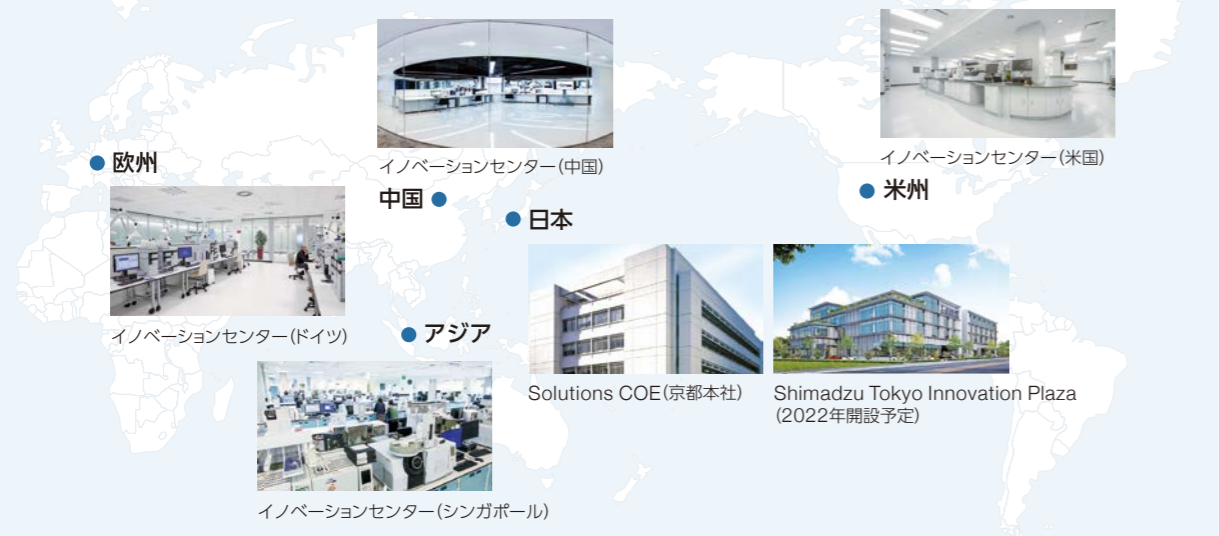 欧州
イノベーションセンター（ドイツ）
イノベーションセンター（中国）
中国
日本
Solutions COE（京都本社）
Shimadzu Tokyo Innovation Plaza
（2022年開設予定）
イノベーションセンター（米国）
米州
アジア
イノベーションセンター（シンガポール）